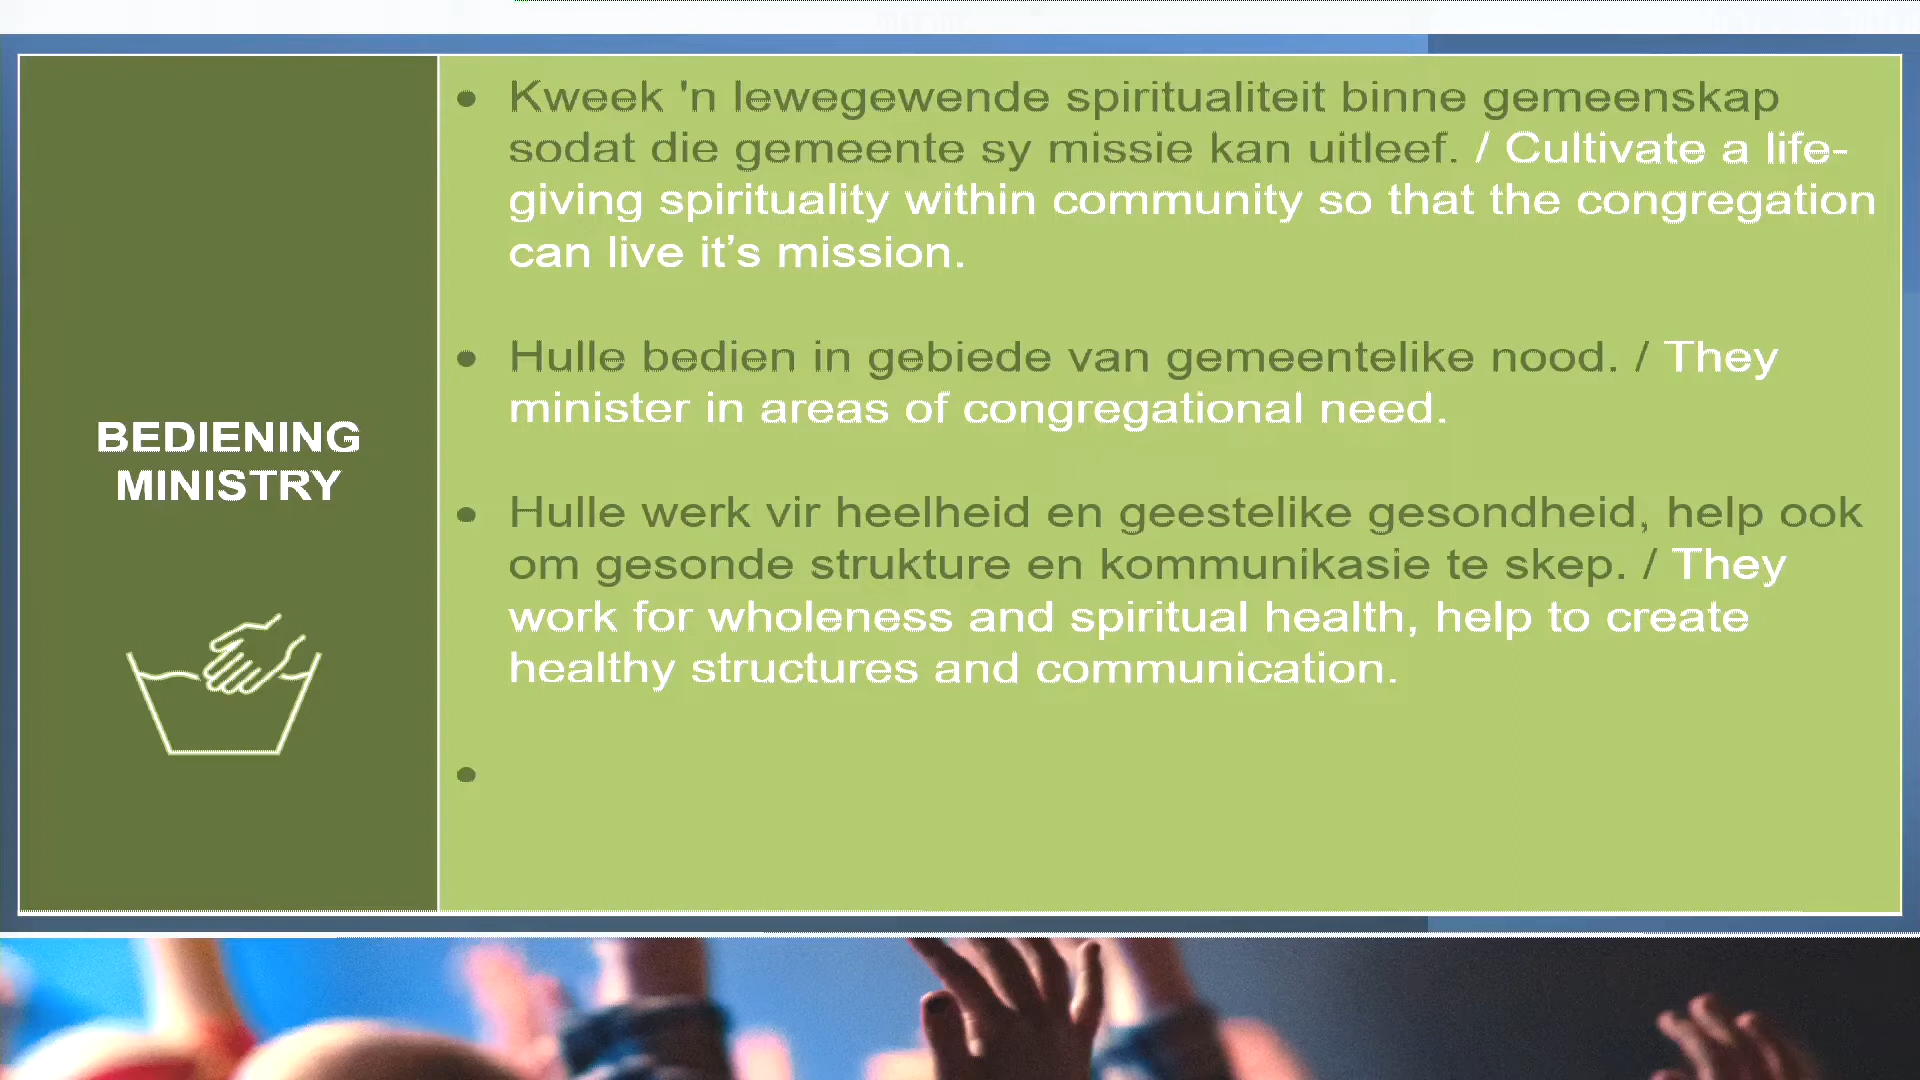 BEDIENING
MINISTRY
• Kweek 'n lewegewende spiritualiteit binne gemeenskap
sodat die gemeente sy missie kan uitleef. / Cultivate a life-
giving spirituality within community so that the congregation
can live it’s mission.
• Hulle bedien in gebiede van gemeentelike nood. / They
minister in areas of congregational need.
• Hulle werk vir heelheid en geestelike gesondheid, help ook
om gesonde strukture en kommunikasie te skep. / They
work for wholeness and spiritual health, help to create
healthy structures and communication.
•